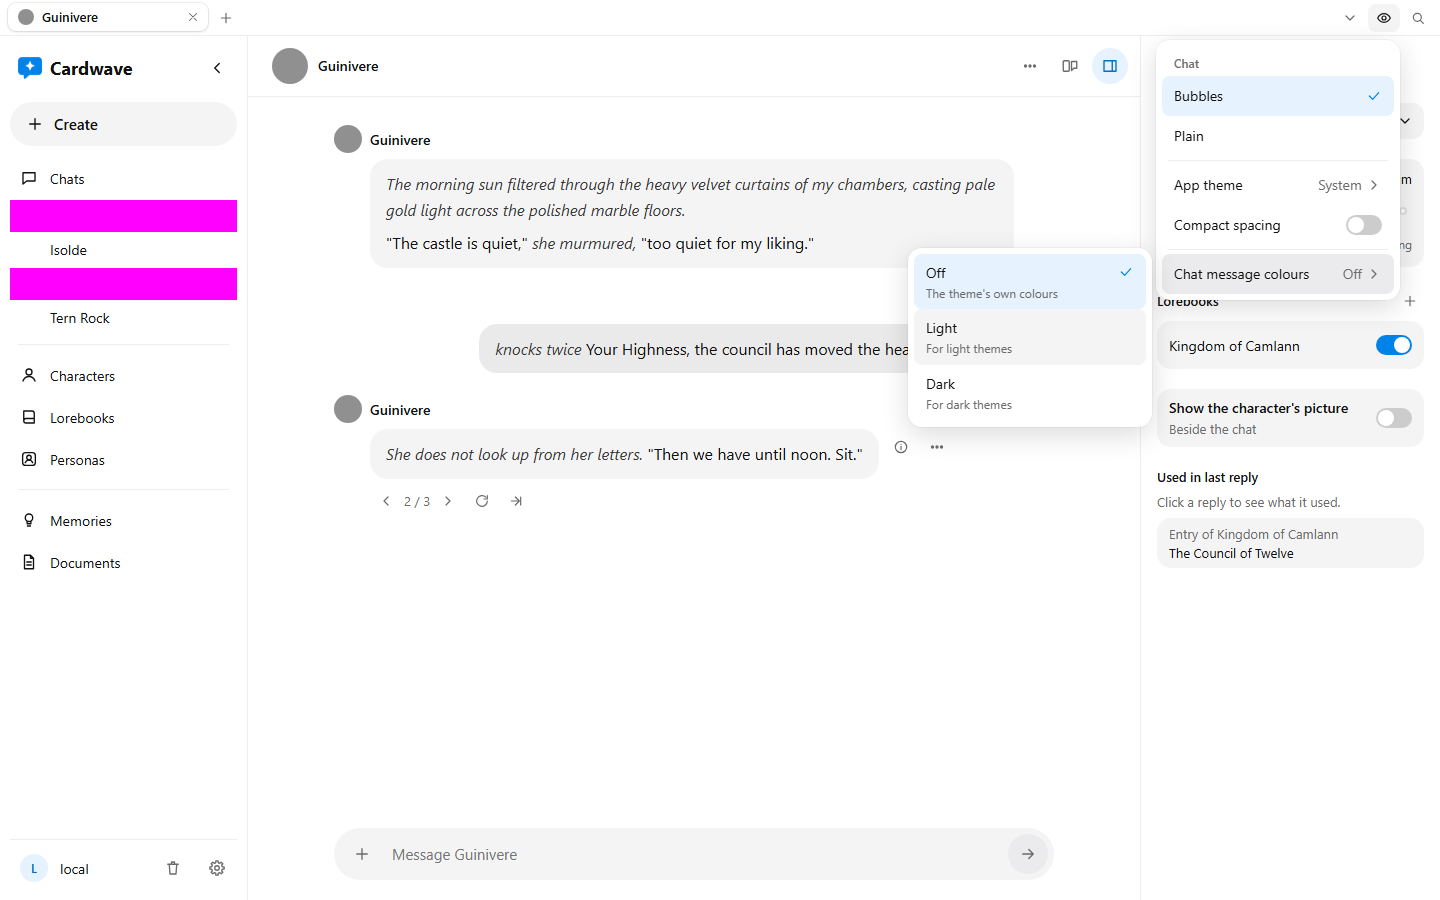 Guinivere
Cardwave
Create
Chats
Isolde
Tern Rock
Characters
Lorebooks
Personas
Memories
Documents
L
local
Guinivere
Guinivere
The morning sun filtered through the heavy velvet curtains of my chambers, casting pale
gold light across the polished marble floors.
"The castle is quiet," she murmured, "too quiet for my liking."
knocks twice Your Highness, the council has moved the hea
Guinivere
She does not look up from her letters. "Then we have until noon. Sit."
2 / 3
Message Guinivere
Off
The theme's own colours
Light
For light themes
Dark
For dark themes
Chat
Bubbles
Plain
App theme
System
Compact spacing
Chat message colours
Off
m
ng
Lorebooks
Kingdom of Camlann
Show the character's picture
Beside the chat
Used in last reply
Click a reply to see what it used.
Entry of Kingdom of Camlann
The Council of Twelve